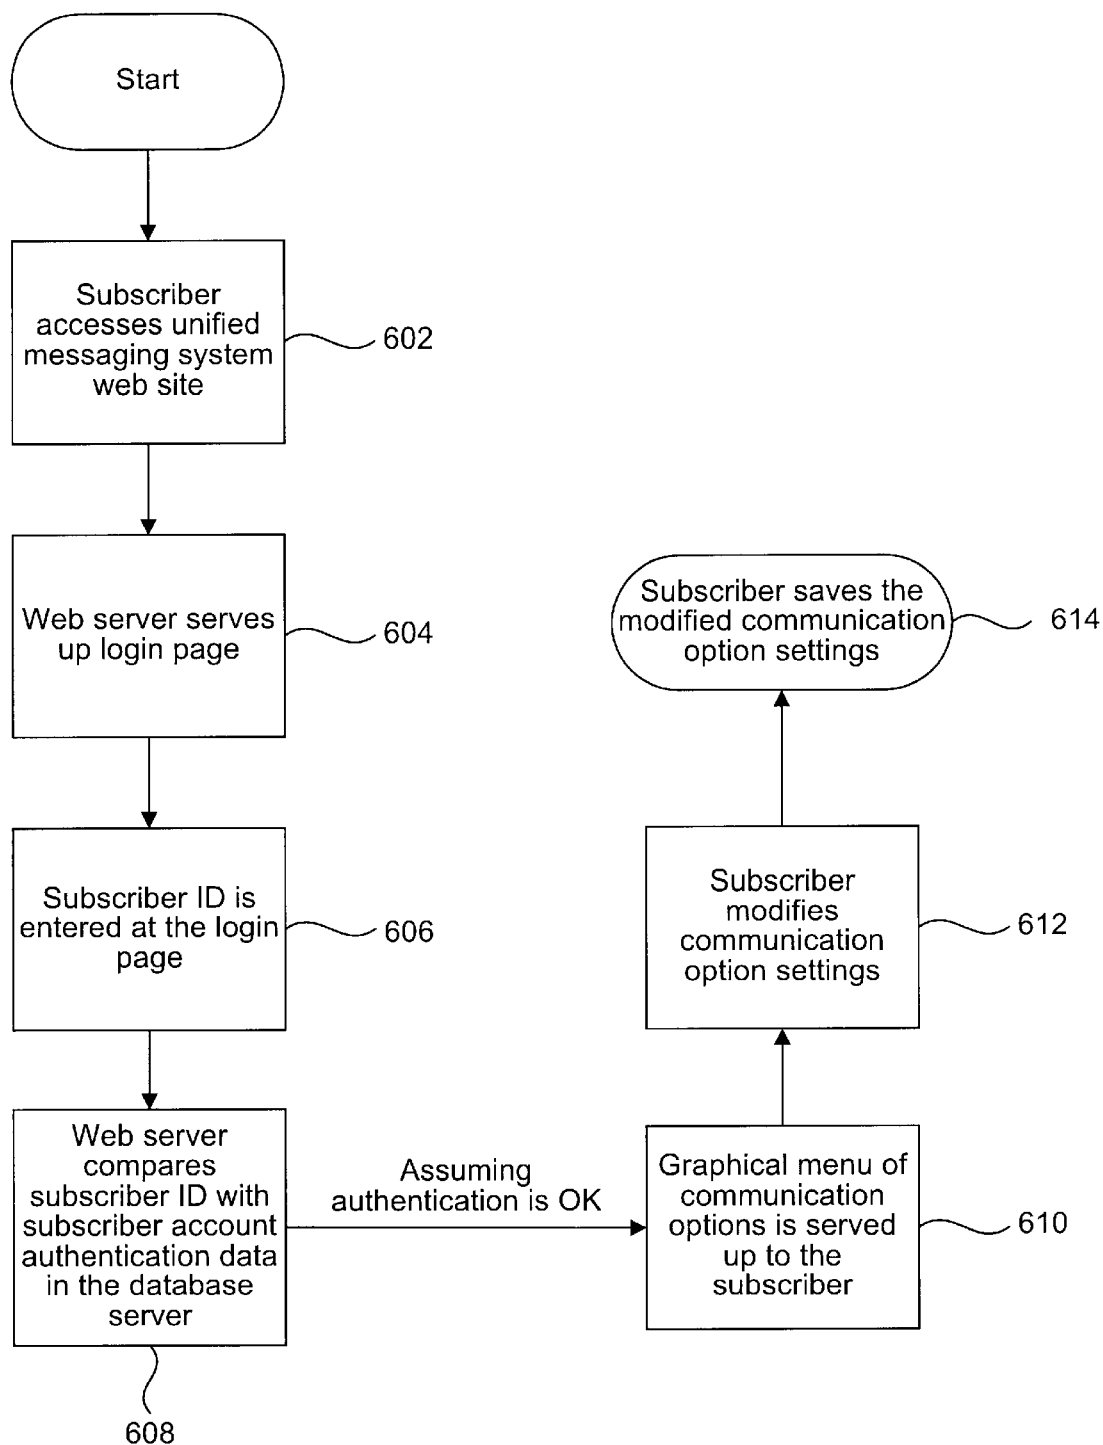 Start
Subscriber
accesses unified
messaging system
web site
602
Web server serves
up login page
604
Subscriber ID is
entered at the login
page
606
Web server
compares
subscriber ID with
subscriber account
authentication data
in the database
server
608
Assuming
authentication is OK
Graphical menu of
communication
options is served
up to the
subscriber
610
Subscriber
modifies
communication
option settings
612
Subscriber saves the
modified communication
option settings
614